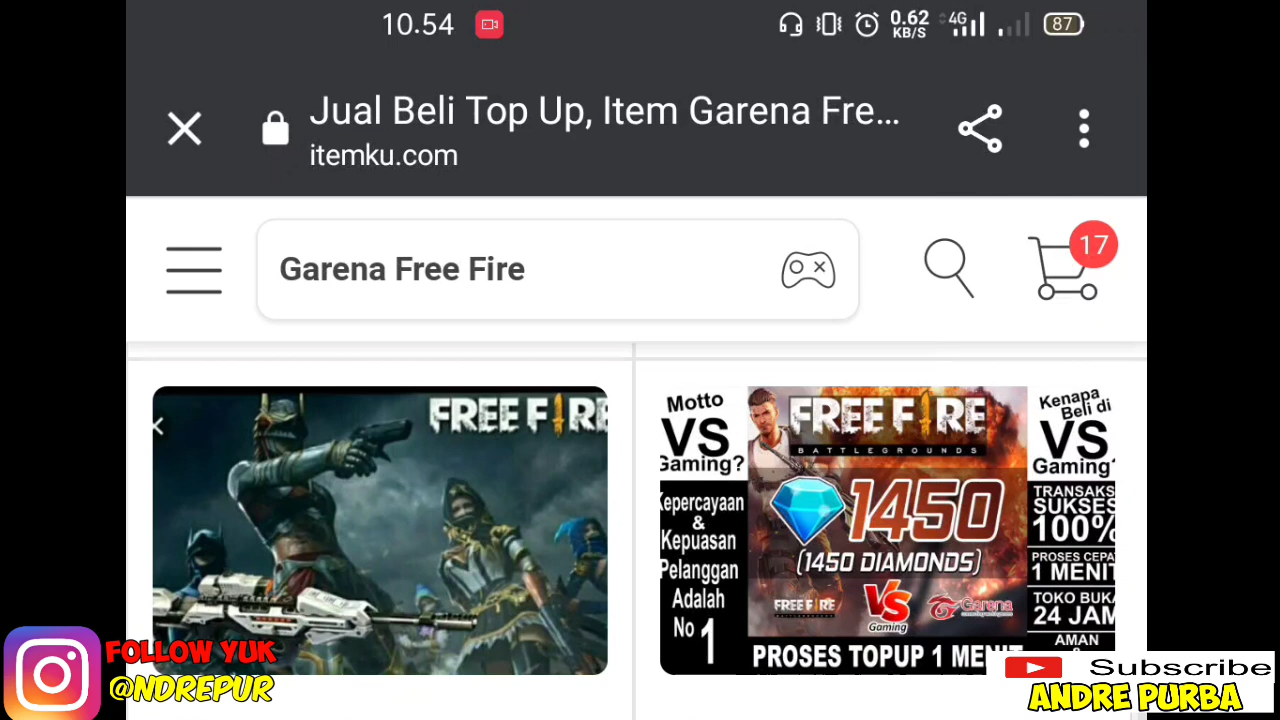 10.54
0.62
KB/S
4G
87
Jual Beli Top Up, Item Garena Fre...
itemku.com
Garena Free Fire
17
FREE FIRE
Motto
VS
Gaming?
Kepercayaan
&
Kepuasan
Pelanggan
Adalah
No 1
FREE FIRE
BATTLEGROUNDS
1450
(1450 DIAMONDS)
FREE FIRE
VS
Gaming
Garena
PROSES TOPUP 1 MENIT
Kenapa
Beli di
VS
Gaming?
TRANSAKS
SUKSES
100%
PROSES CEPA
1 MENIT
TOKO BUKA
24 JAM
AMAN
FOLLOW YUK
@NDREPUR
Subscribe
ANDRE PURBA